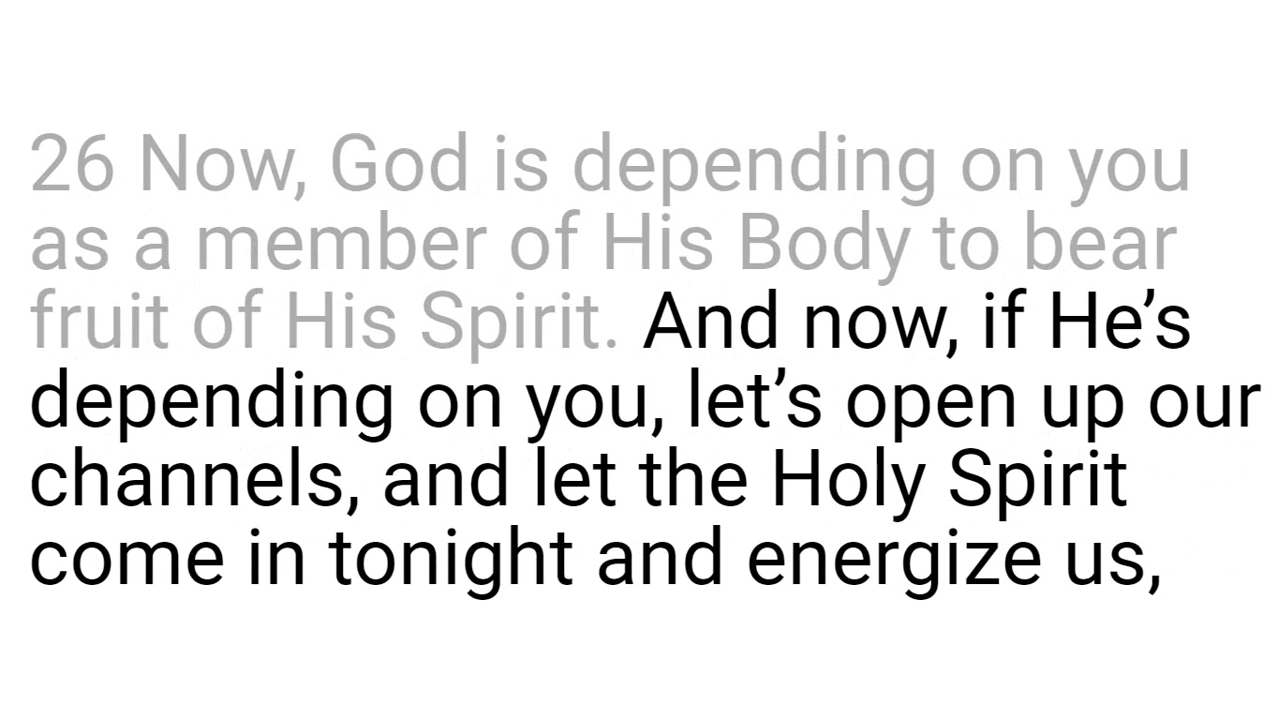 26 Now, God is depending on you
as a member of His Body to bear
fruit of His Spirit. And now, if He’s
depending on you, let’s open up our
channels, and let the Holy Spirit
come in tonight and energize us,